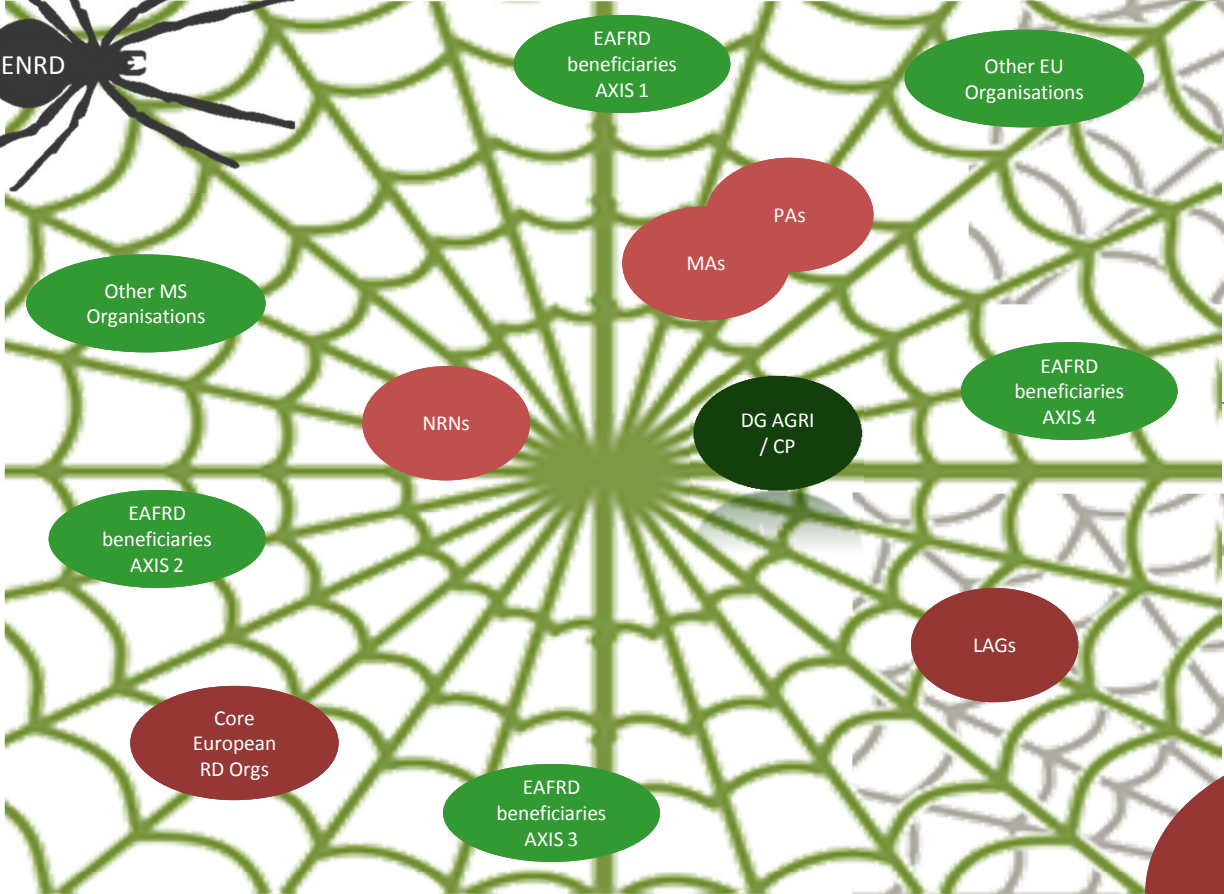 ENRD
EAFRD
beneficiaries
AXIS 1
Other EU
Organisations
PAs
MAs
Other MS
Organisations
EAFRD
beneficiaries
AXIS 4
NRNs
DG AGRI
/ CP
EAFRD
beneficiaries
AXIS 2
LAGs
Core
European
RD Orgs
EAFRD
beneficiaries
AXIS 3